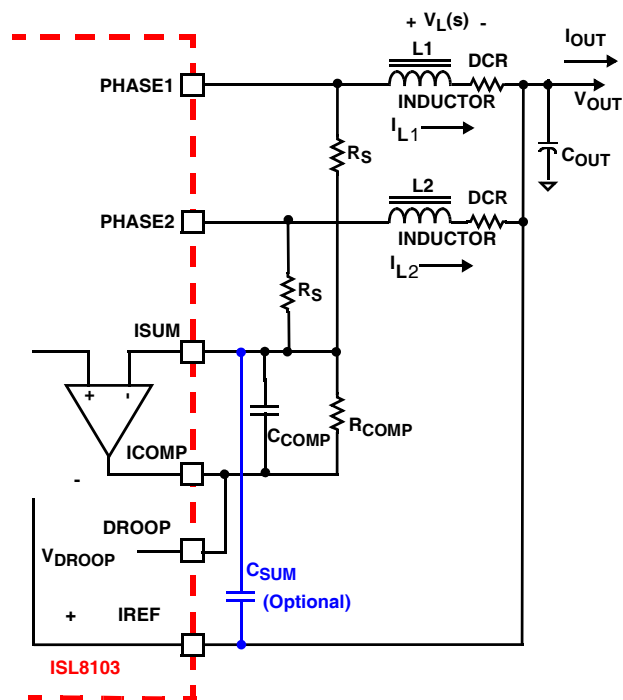 + VL(s) -
IOUT
L1
DCR
PHASE1
INDUCTOR
VOUT
IL1
COUT
RS
L2
DCR
PHASE2
INDUCTOR
IL2
RS
ISUM
+ -
CCOMP
RCOMP
ICOMP
-
DROOP
VDROOP
CSUM
(Optional)
+ IREF
ISL8103